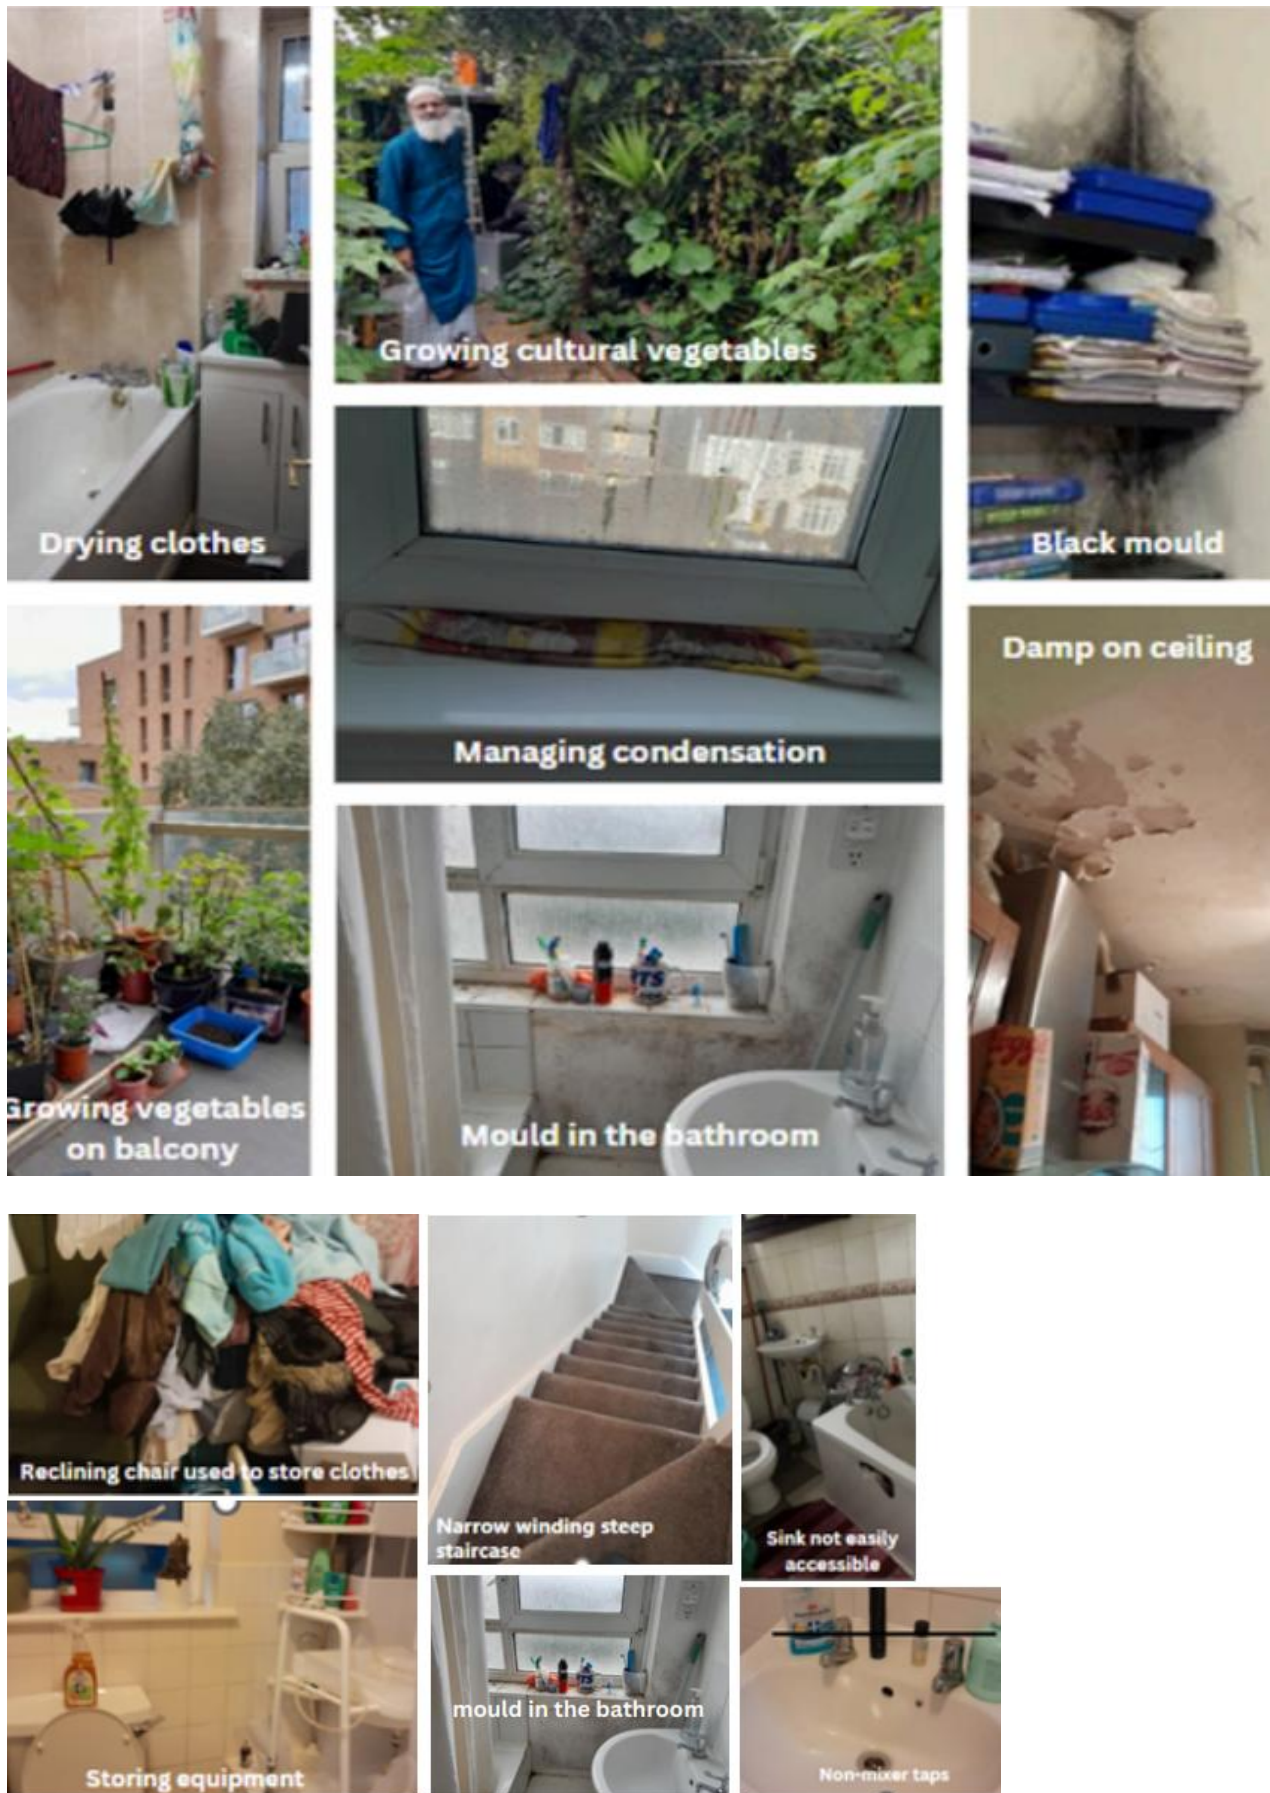 Drying clothes
Growing cultural vegetables
Black mould
Managing condensation
Damp on ceiling
Growing vegetables
on balcony
Mould in the bathroom
Reclining chair used to store clothes
Narrow winding steep
staircase
Sink not easily
accessible
Storing equipment
mould in the bathroom
Non-mixer taps